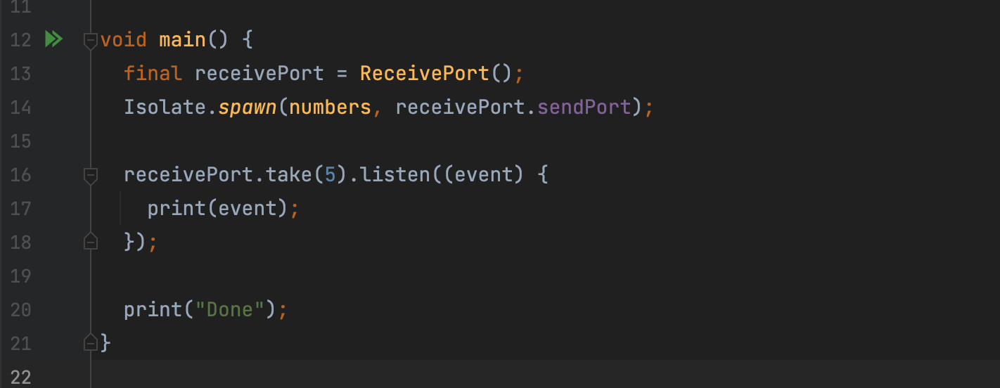 11
12 void main() {
13 final receivePort = ReceivePort();
14 Isolate.spawn(numbers, receivePort.sendPort);
15
16 receivePort.take(5).listen((event) {
17 print(event);
18 });
19
20 print("Done");
21 }
22